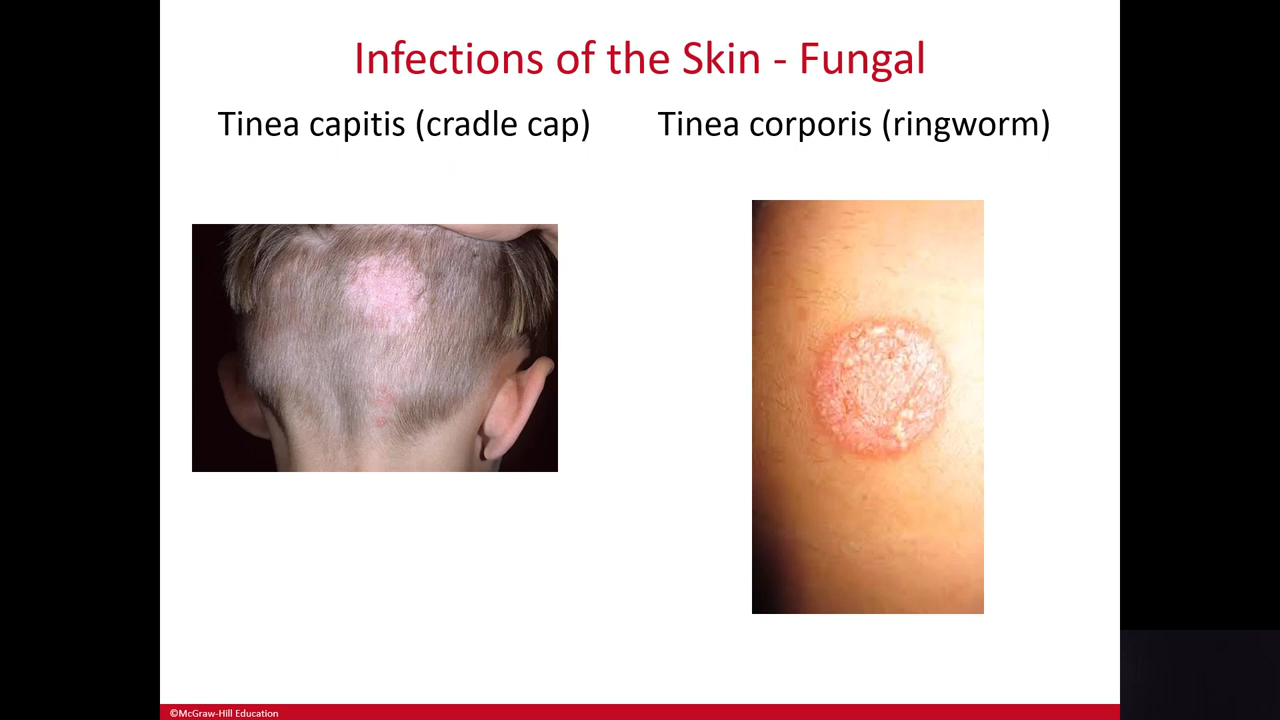 Infections of the Skin - Fungal
Tinea capitis (cradle cap)
Tinea corporis (ringworm)
©McGraw-Hill Education